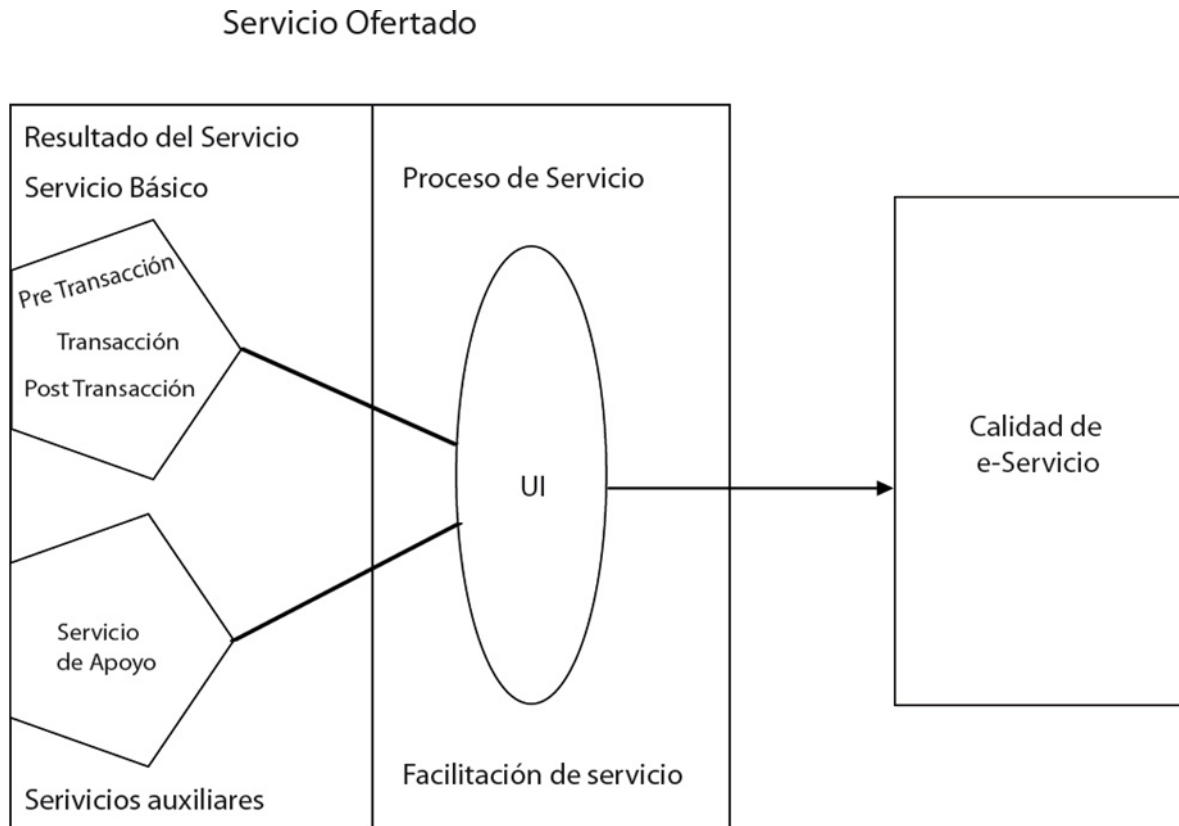 Servicio Ofertado
Resultado del Servicio
Servicio Básico
Pre Transacción
Transacción
Post Transacción
Servicio
de Apoyo
Serivicios auxiliares
Proceso de Servicio
UI
Facilitación de servicio
Calidad de
e-Servicio